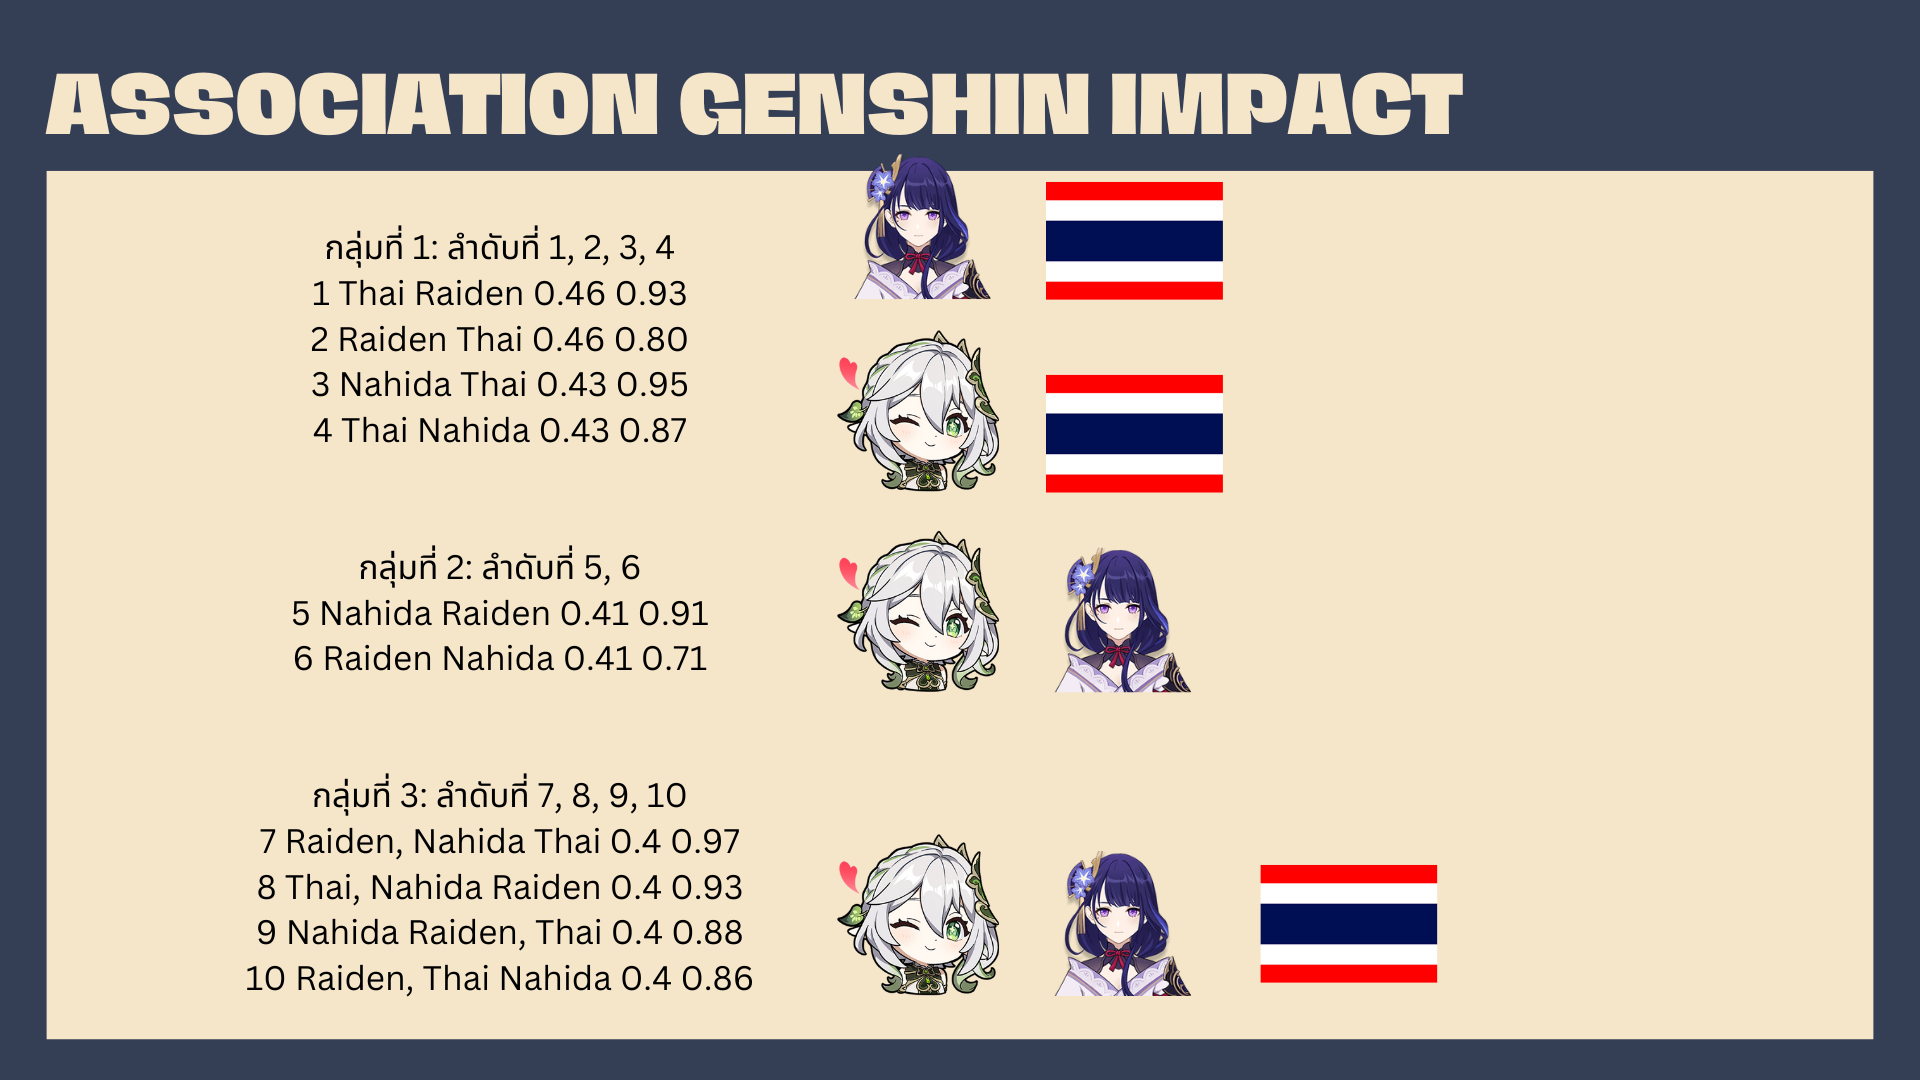 ASSOCIATION GENSHIN IMPACT
กลุ่มที่ 1: ลำดับที่ 1, 2, 3, 4
1 Thai Raiden 0.46 0.93
2 Raiden Thai 0.46 0.80
3 Nahida Thai 0.43 0.95
4 Thai Nahida 0.43 0.87
กลุ่มที่ 2: ลำดับที่ 5, 6
5 Nahida Raiden 0.41 0.91
6 Raiden Nahida 0.41 0.71
กลุ่มที่ 3: ลำดับที่ 7, 8, 9, 10
7 Raiden, Nahida Thai 0.4 0.97
8 Thai, Nahida Raiden 0.4 0.93
9 Nahida Raiden, Thai 0.4 0.88
10 Raiden, Thai Nahida 0.4 0.86